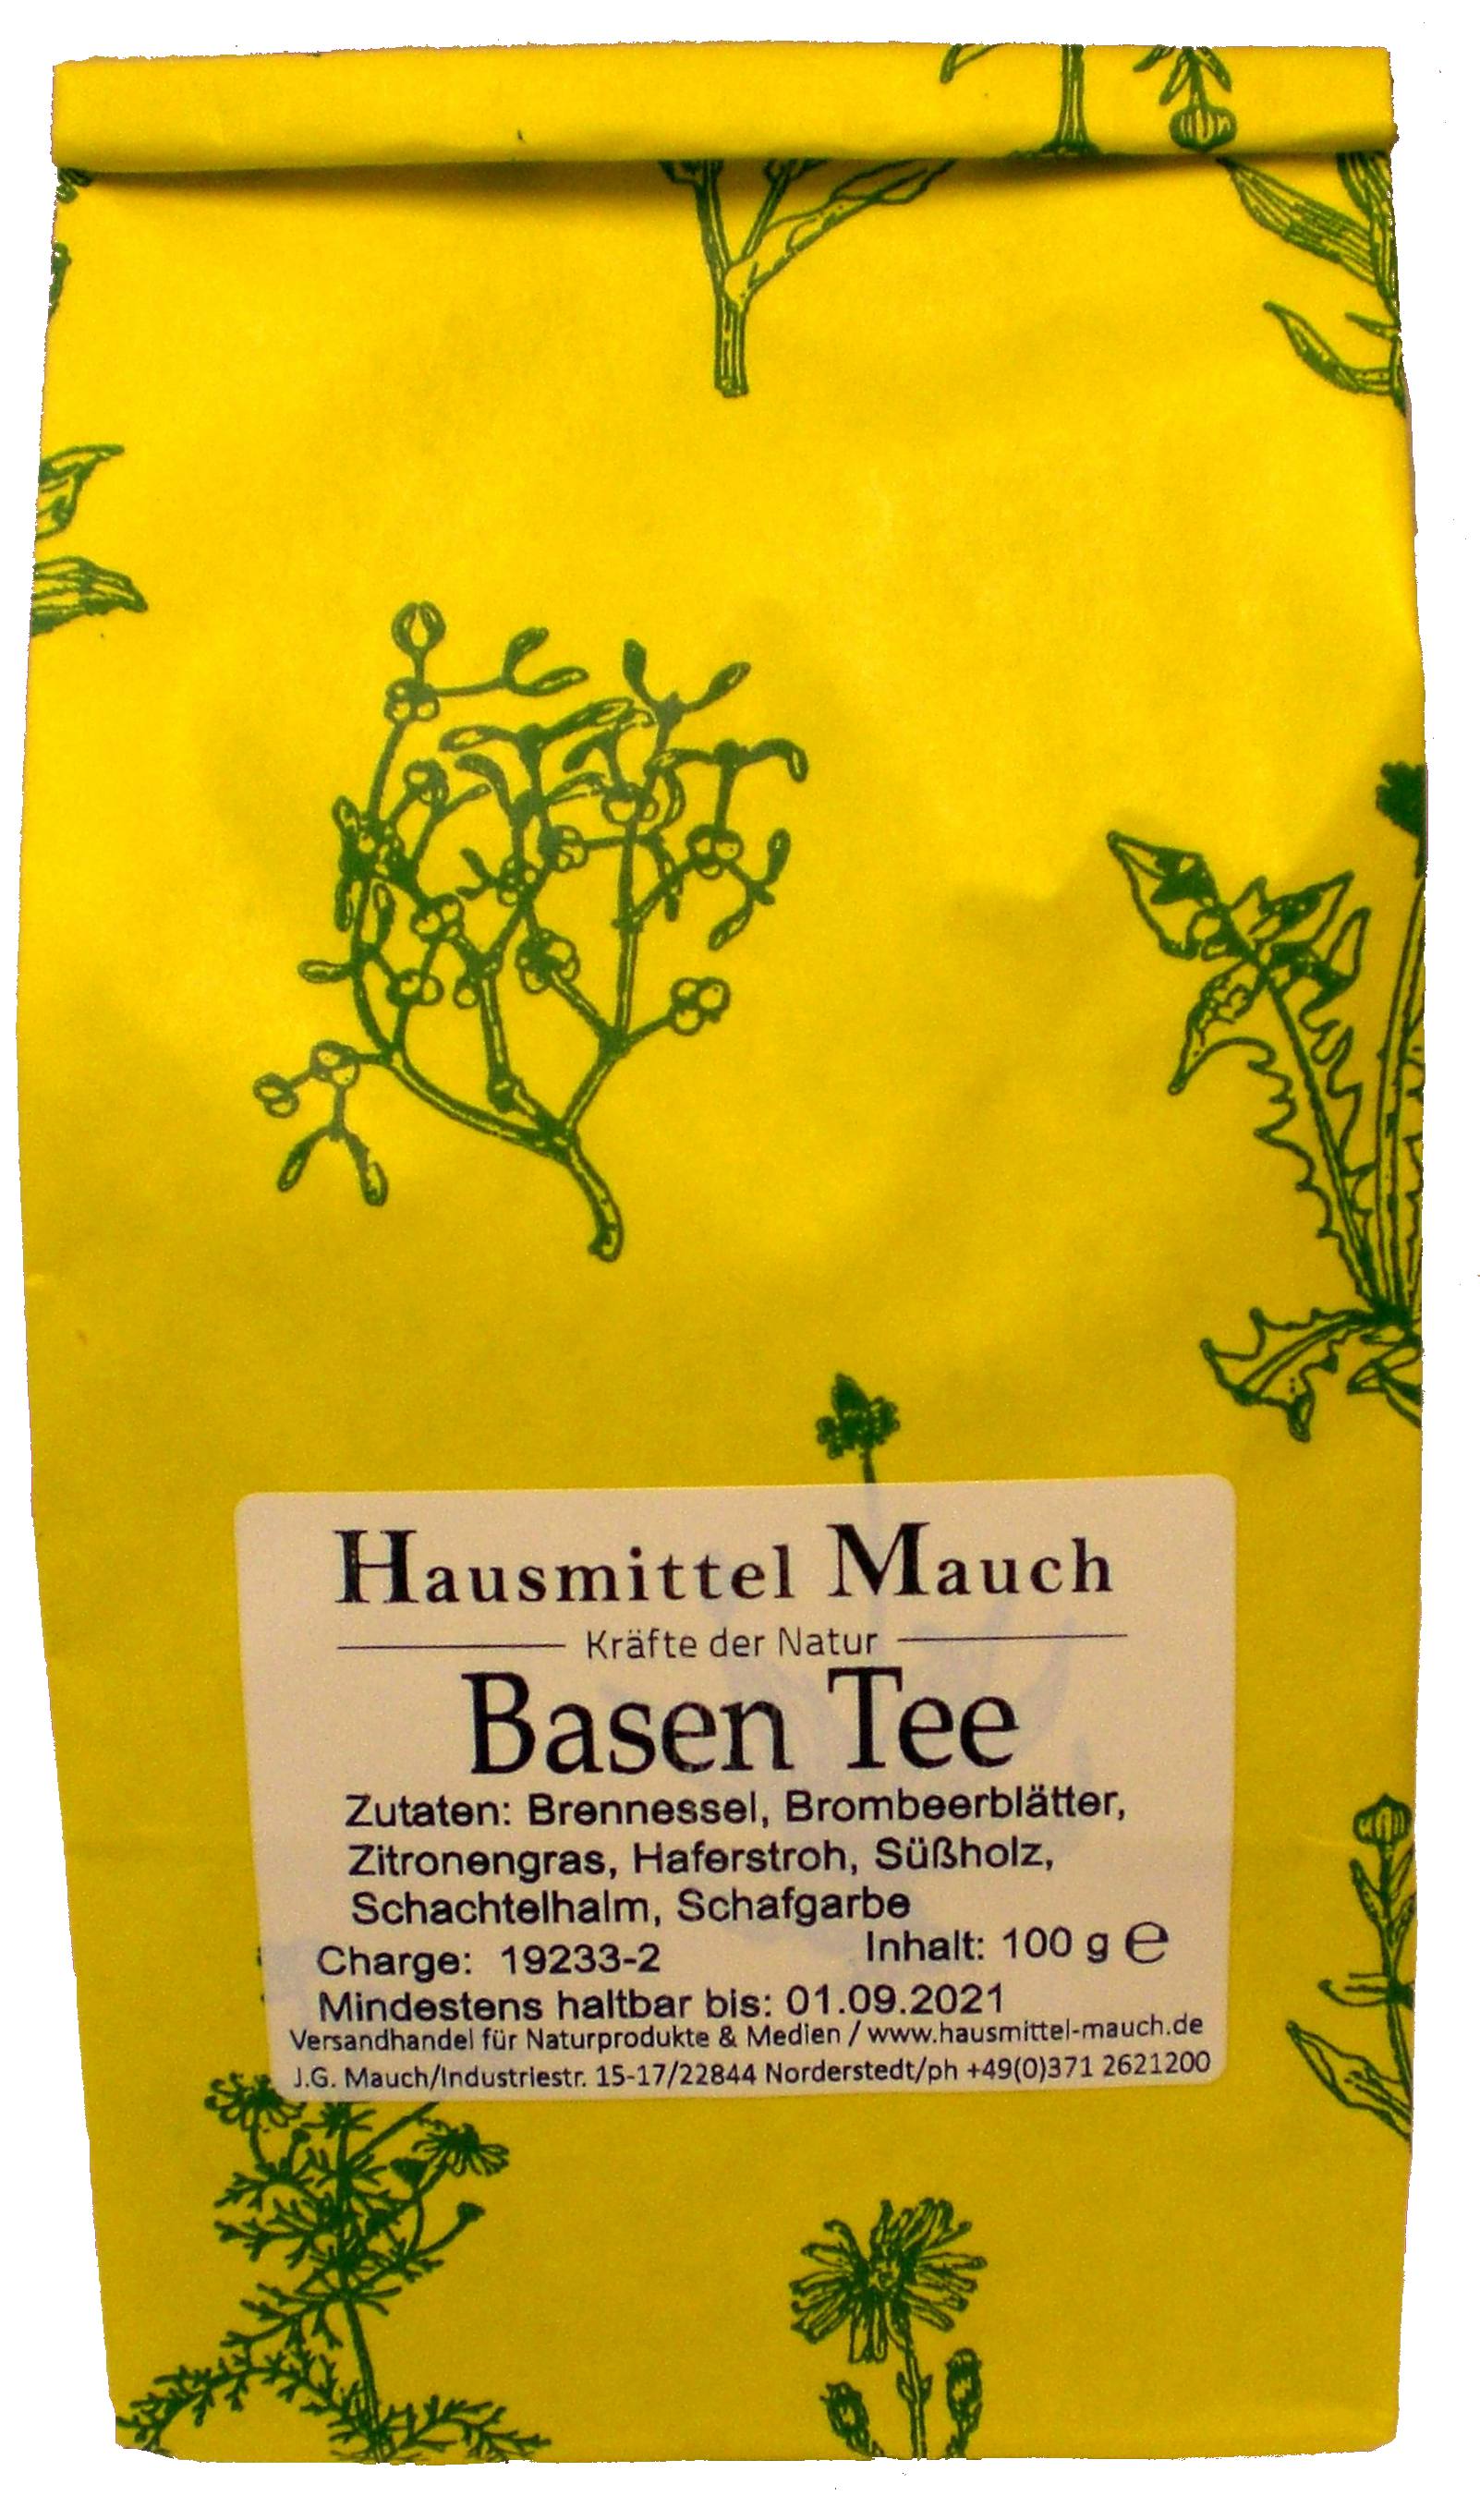 Hausmittel Mauch
Kräfte der Natur
Basen Tee
Zutaten: Brennessel, Brombeerblätter,
Zitronengras, Haferstroh, Süßholz,
Schachtelhalm, Schafgarbe
Charge: 19233-2 Inhalt: 100 g ℮
Mindestens haltbar bis: 01.09.2021
Versandhandel für Naturprodukte & Medien / www.hausmittel-mauch.de
J.G. Mauch/Industriestr. 15-17/22844 Norderstedt/ph +49(0)371 2621200